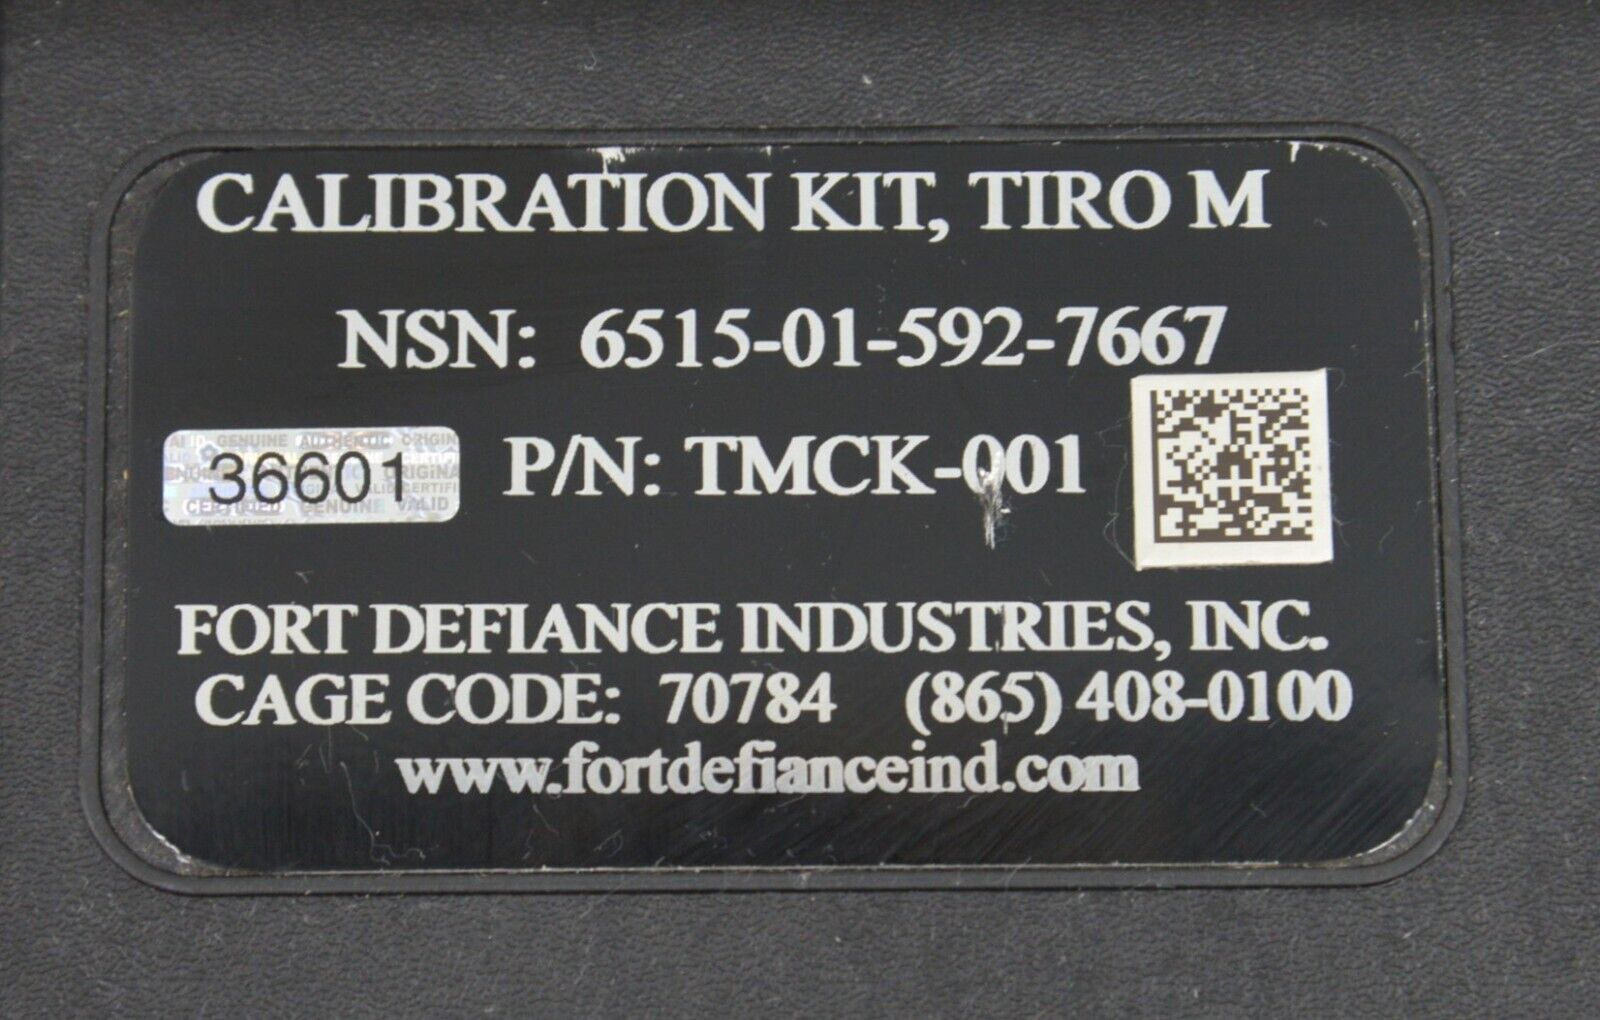 CALIBRATION KIT, TIRO M
NSN: 6515-01-592-7667
36601
P/N: TMCK-001
FORT DEFIANCE INDUSTRIES, INC.
CAGE CODE: 70784 (865) 408-0100
www.fortdefianceind.com